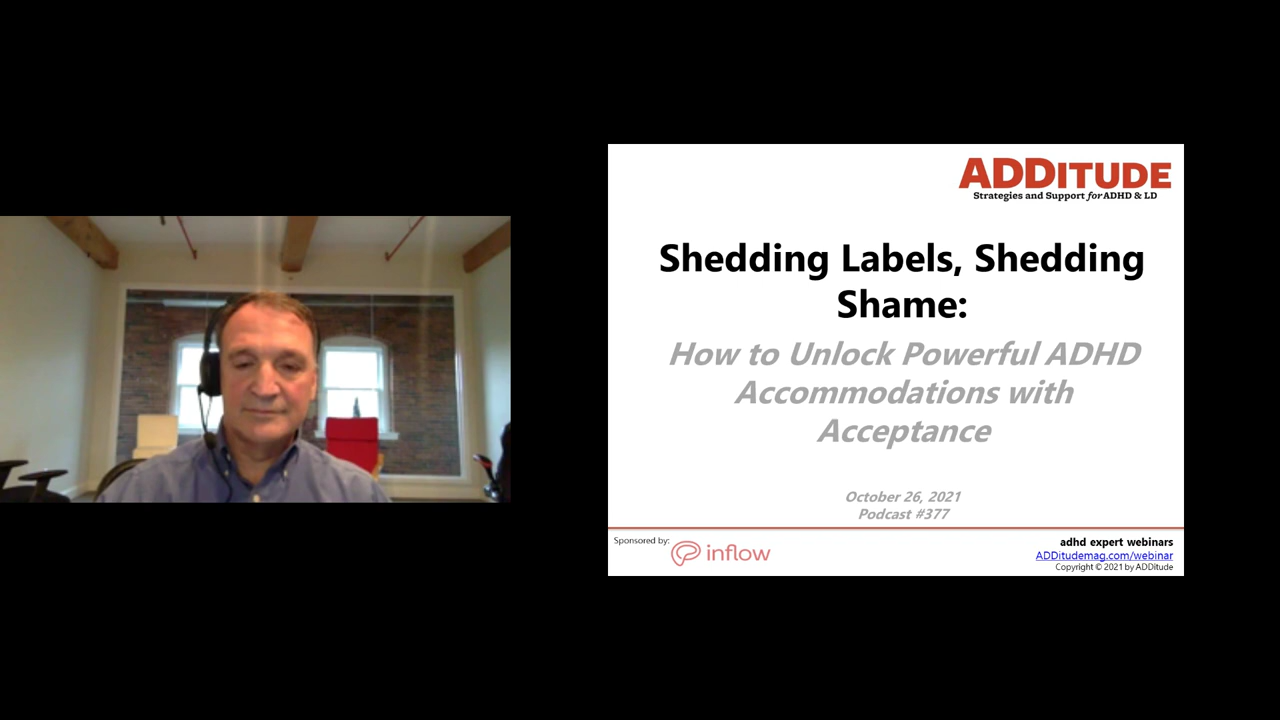 ADDITUDE
Strategies and Support for ADHD & LD
Shedding Labels, Shedding
Shame:
How to Unlock Powerful ADHD
Accommodations with
Acceptance
October 26, 2021
Podcast #377
Sponsored by:
inflow
adhd expert webinars
ADDitudemag.com/webinar
Copyright © 2021 by ADDitude